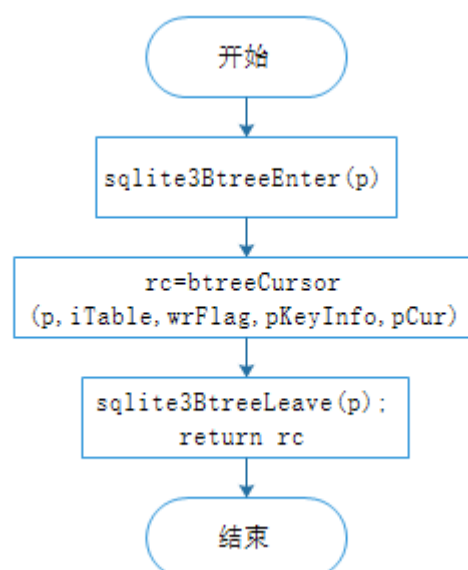 开始
sqlite3BtreeEnter(p)
rc=btreeCursor
(p,iTable,wrFlag,pKeyInfo,pCur)
sqlite3BtreeLeave(p);
return rc
结束